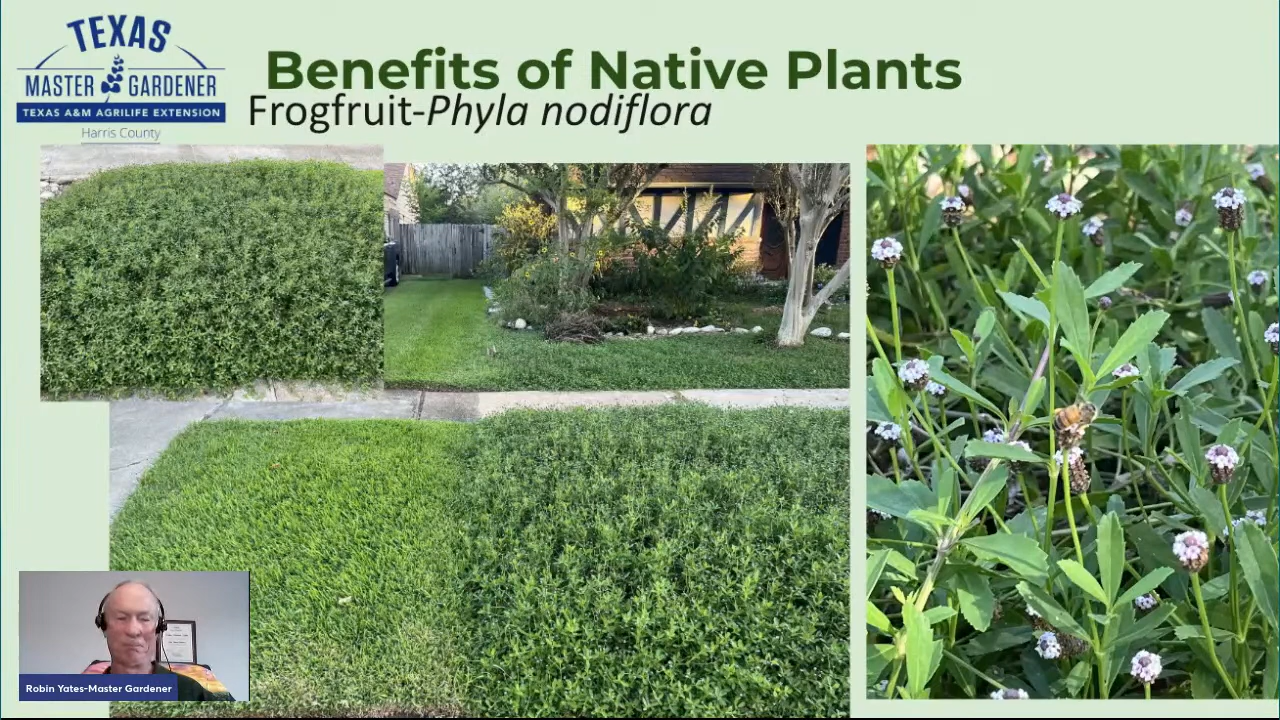 TEXAS
MASTER GARDENER
TEXAS A&M AGRILIFE EXTENSION
Harris County
Benefits of Native Plants
Frogfruit-Phyla nodiflora
Robin Yates-Master Gardener